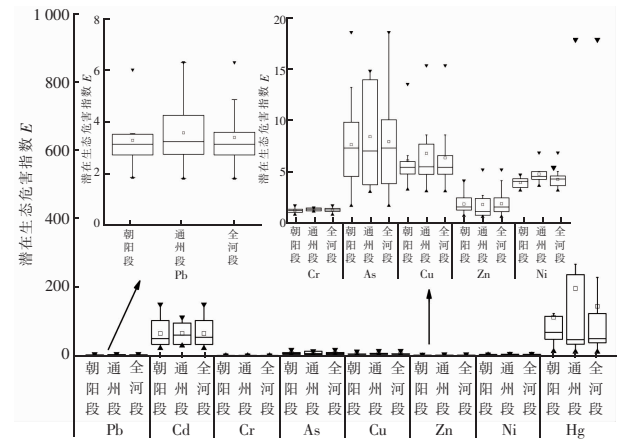 1 000
800
600
400
200
0
潜在生态危害指数 E
8
6
4
2
0
潜在生态危害指数 E
朝阳段
通州段
全河段
Pb
20
15
10
5
0
潜在生态危害指数 E
朝阳段
通州段
全河段
朝阳段
通州段
全河段
朝阳段
通州段
全河段
朝阳段
通州段
全河段
朝阳段
通州段
全河段
Cr As Cu Zn Ni
朝阳段
通州段
全河段
朝阳段
通州段
全河段
朝阳段
通州段
全河段
朝阳段
通州段
全河段
朝阳段
通州段
全河段
朝阳段
通州段
全河段
朝阳段
通州段
全河段
朝阳段
通州段
全河段
Pb Cd Cr As Cu Zn Ni Hg